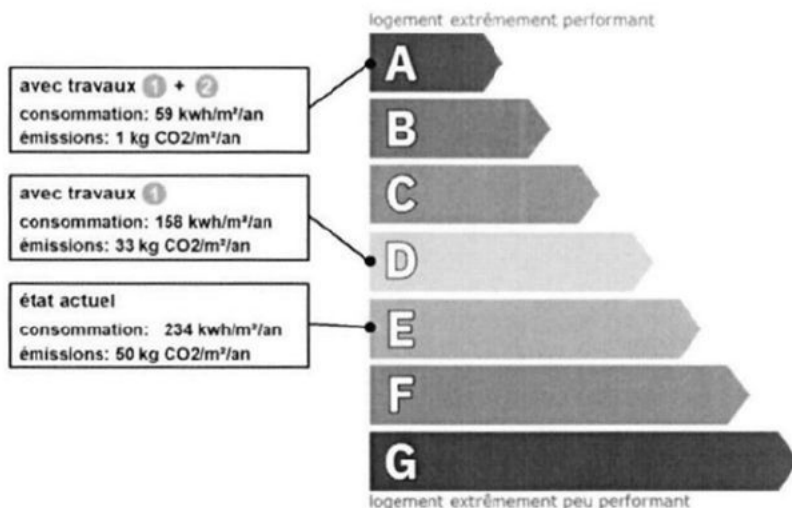 logement extrêmement performant
A
avec travaux 1 + 2
consommation: 59 kwh/m²/an
émissions: 1 kg CO2/m²/an
B
C
avec travaux 1
consommation: 158 kwh/m²/an
émissions: 33 kg CO2/m²/an
D
état actuel
consommation: 234 kwh/m²/an
émissions: 50 kg CO2/m²/an
E
F
G
logement extrêmement peu performant